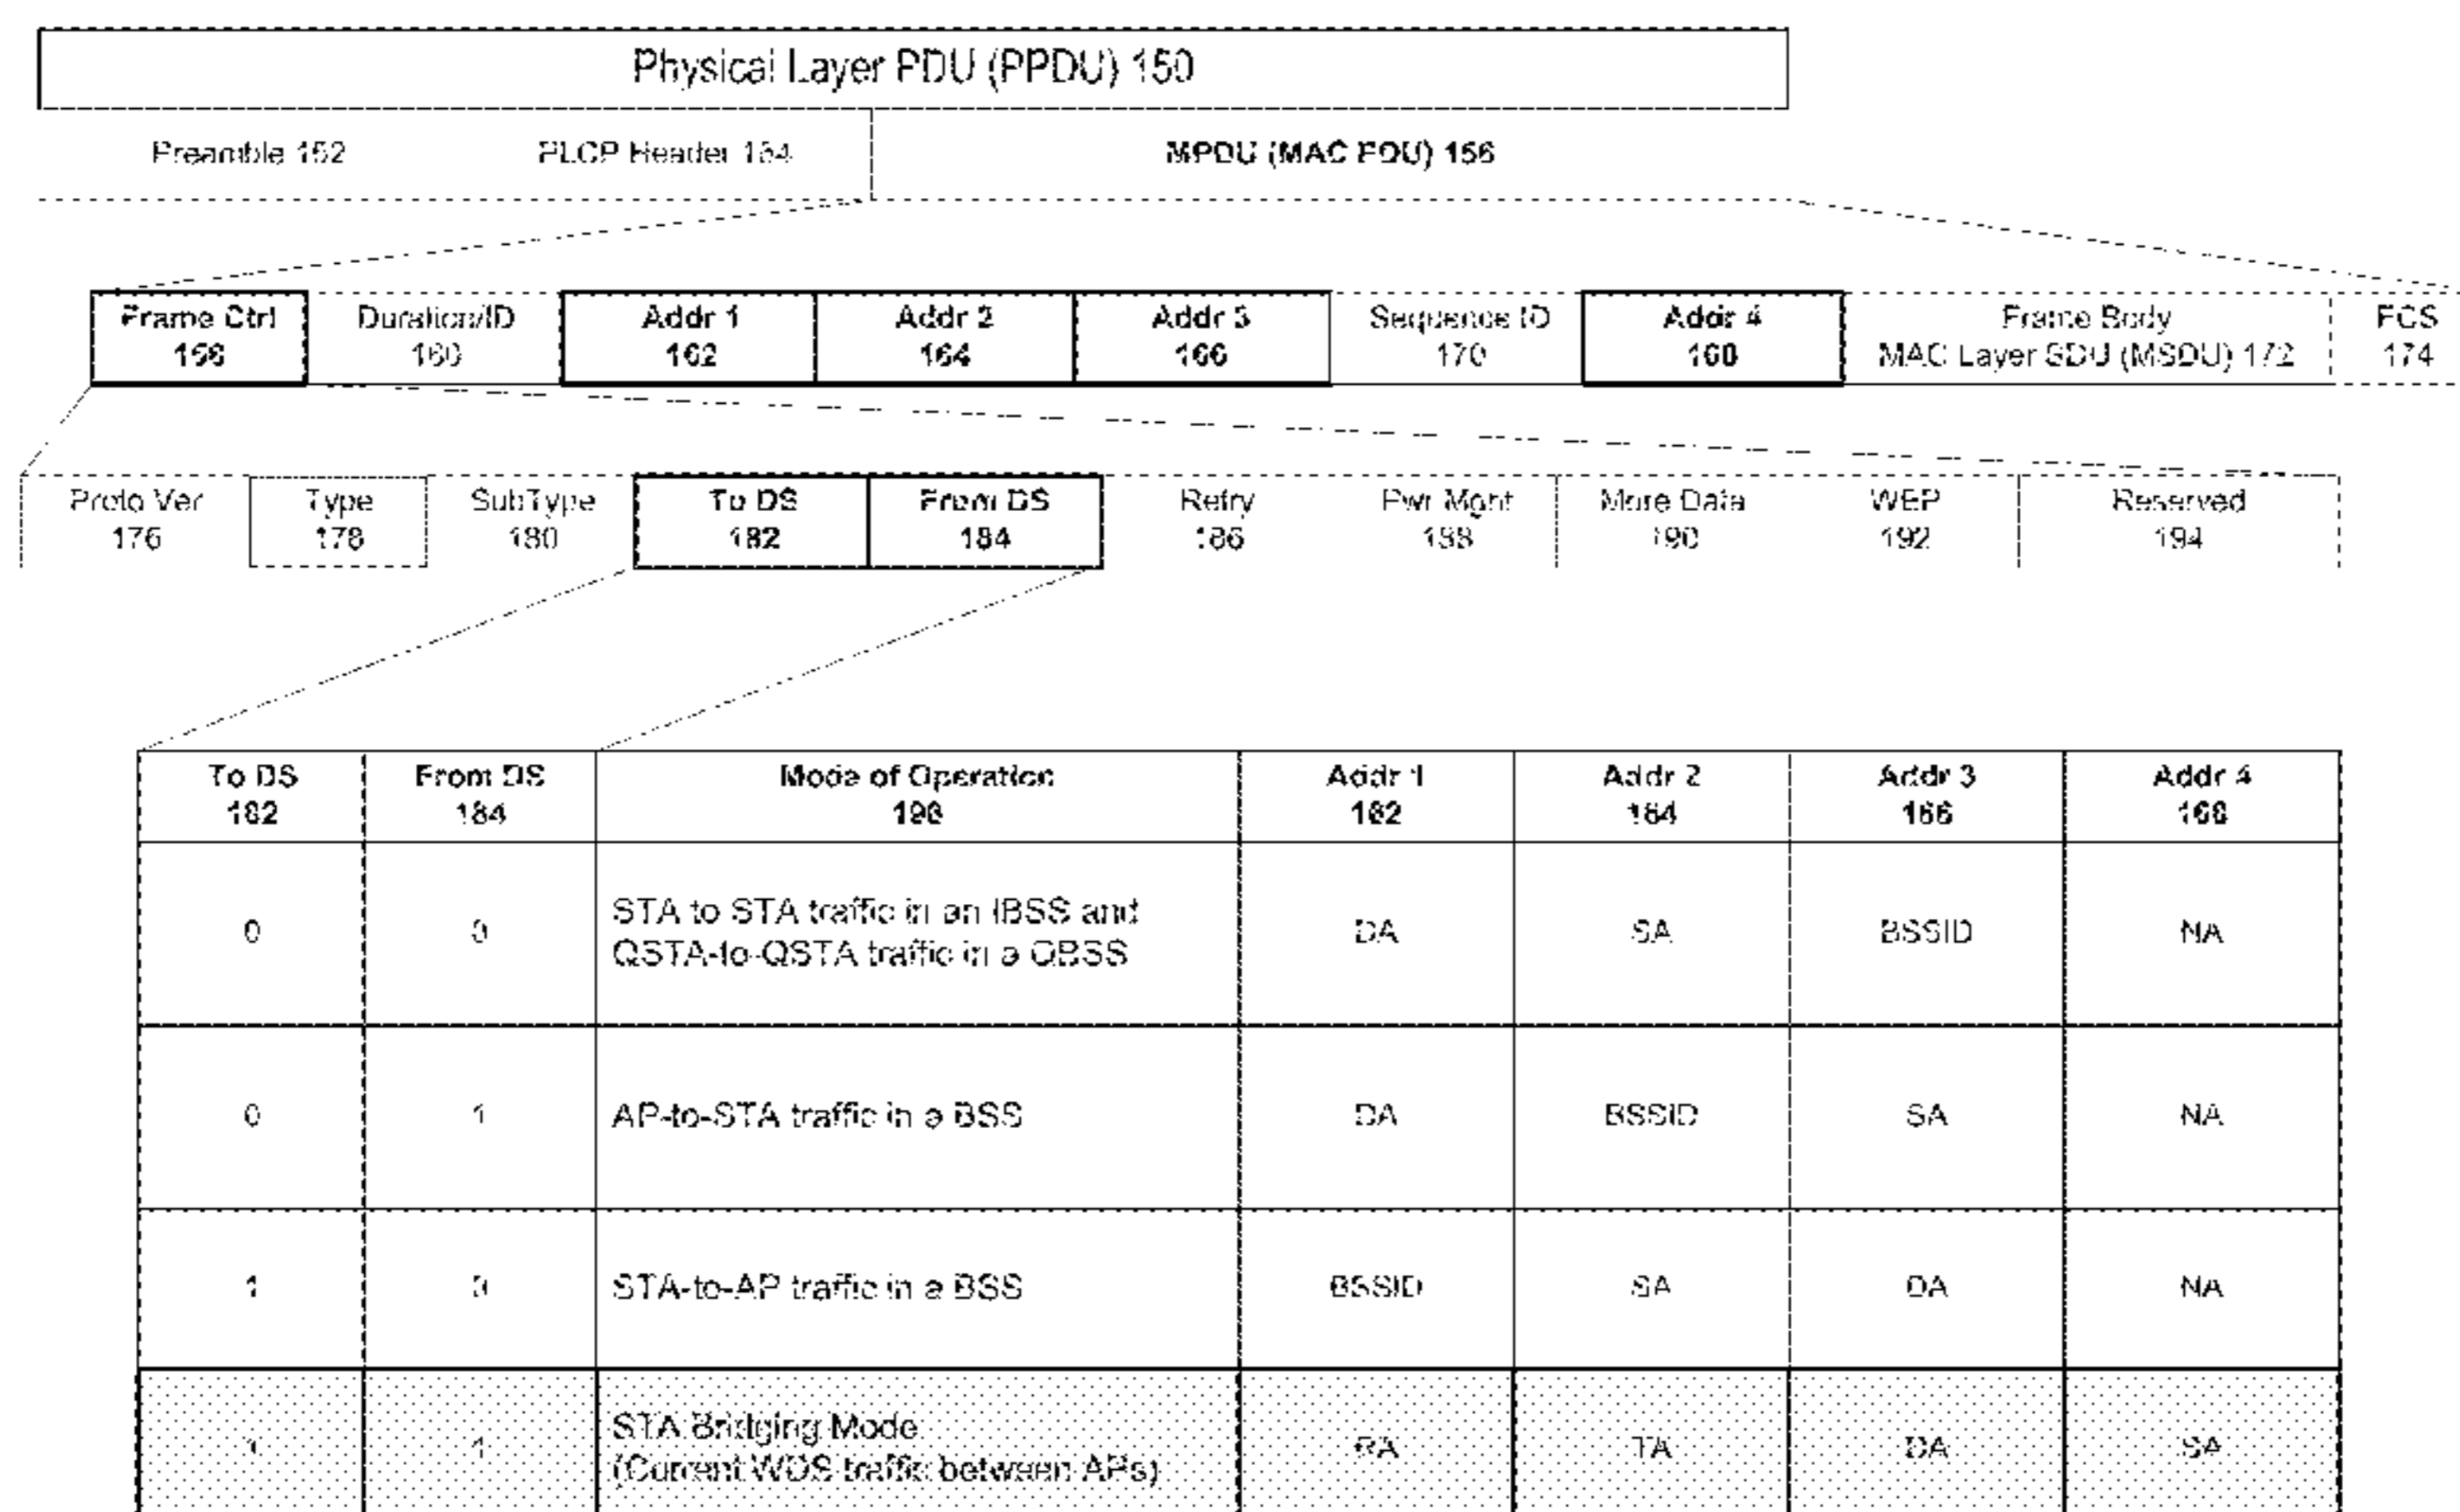 Physical Layer PDU (PPDU) 150
Preamble 152 PLCP Header 154 MPDU (MAC PDU) 156
Frame Ctrl Duration/ID Addr 1 Addr 2 Addr 3 Sequence ID Addr 4 Frame Body FCS
158 160 162 164 166 170 168 MAC Layer SDU (MSDU) 172 174
Proto Ver Type SubType To DS From DS Retry Pwr Mgnt More Data WEP Reserved
176 178 180 182 184 186 188 190 192 194
To DS From DS Mode of Operation Addr 1 Addr 2 Addr 3 Addr 4
182 184 162 164 166 168
0 0 STA to STA traffic in an IBSS and DA SA BSSID NA
QSTA-to-QSTA traffic in a QBSS
0 1 AP-to-STA traffic in a BSS DA BSSID SA NA
1 0 STA-to-AP traffic in a BSS BSSID SA DA NA
1 1 STA Bridging Mode RA TA DA SA
(Current WDS traffic between APs)